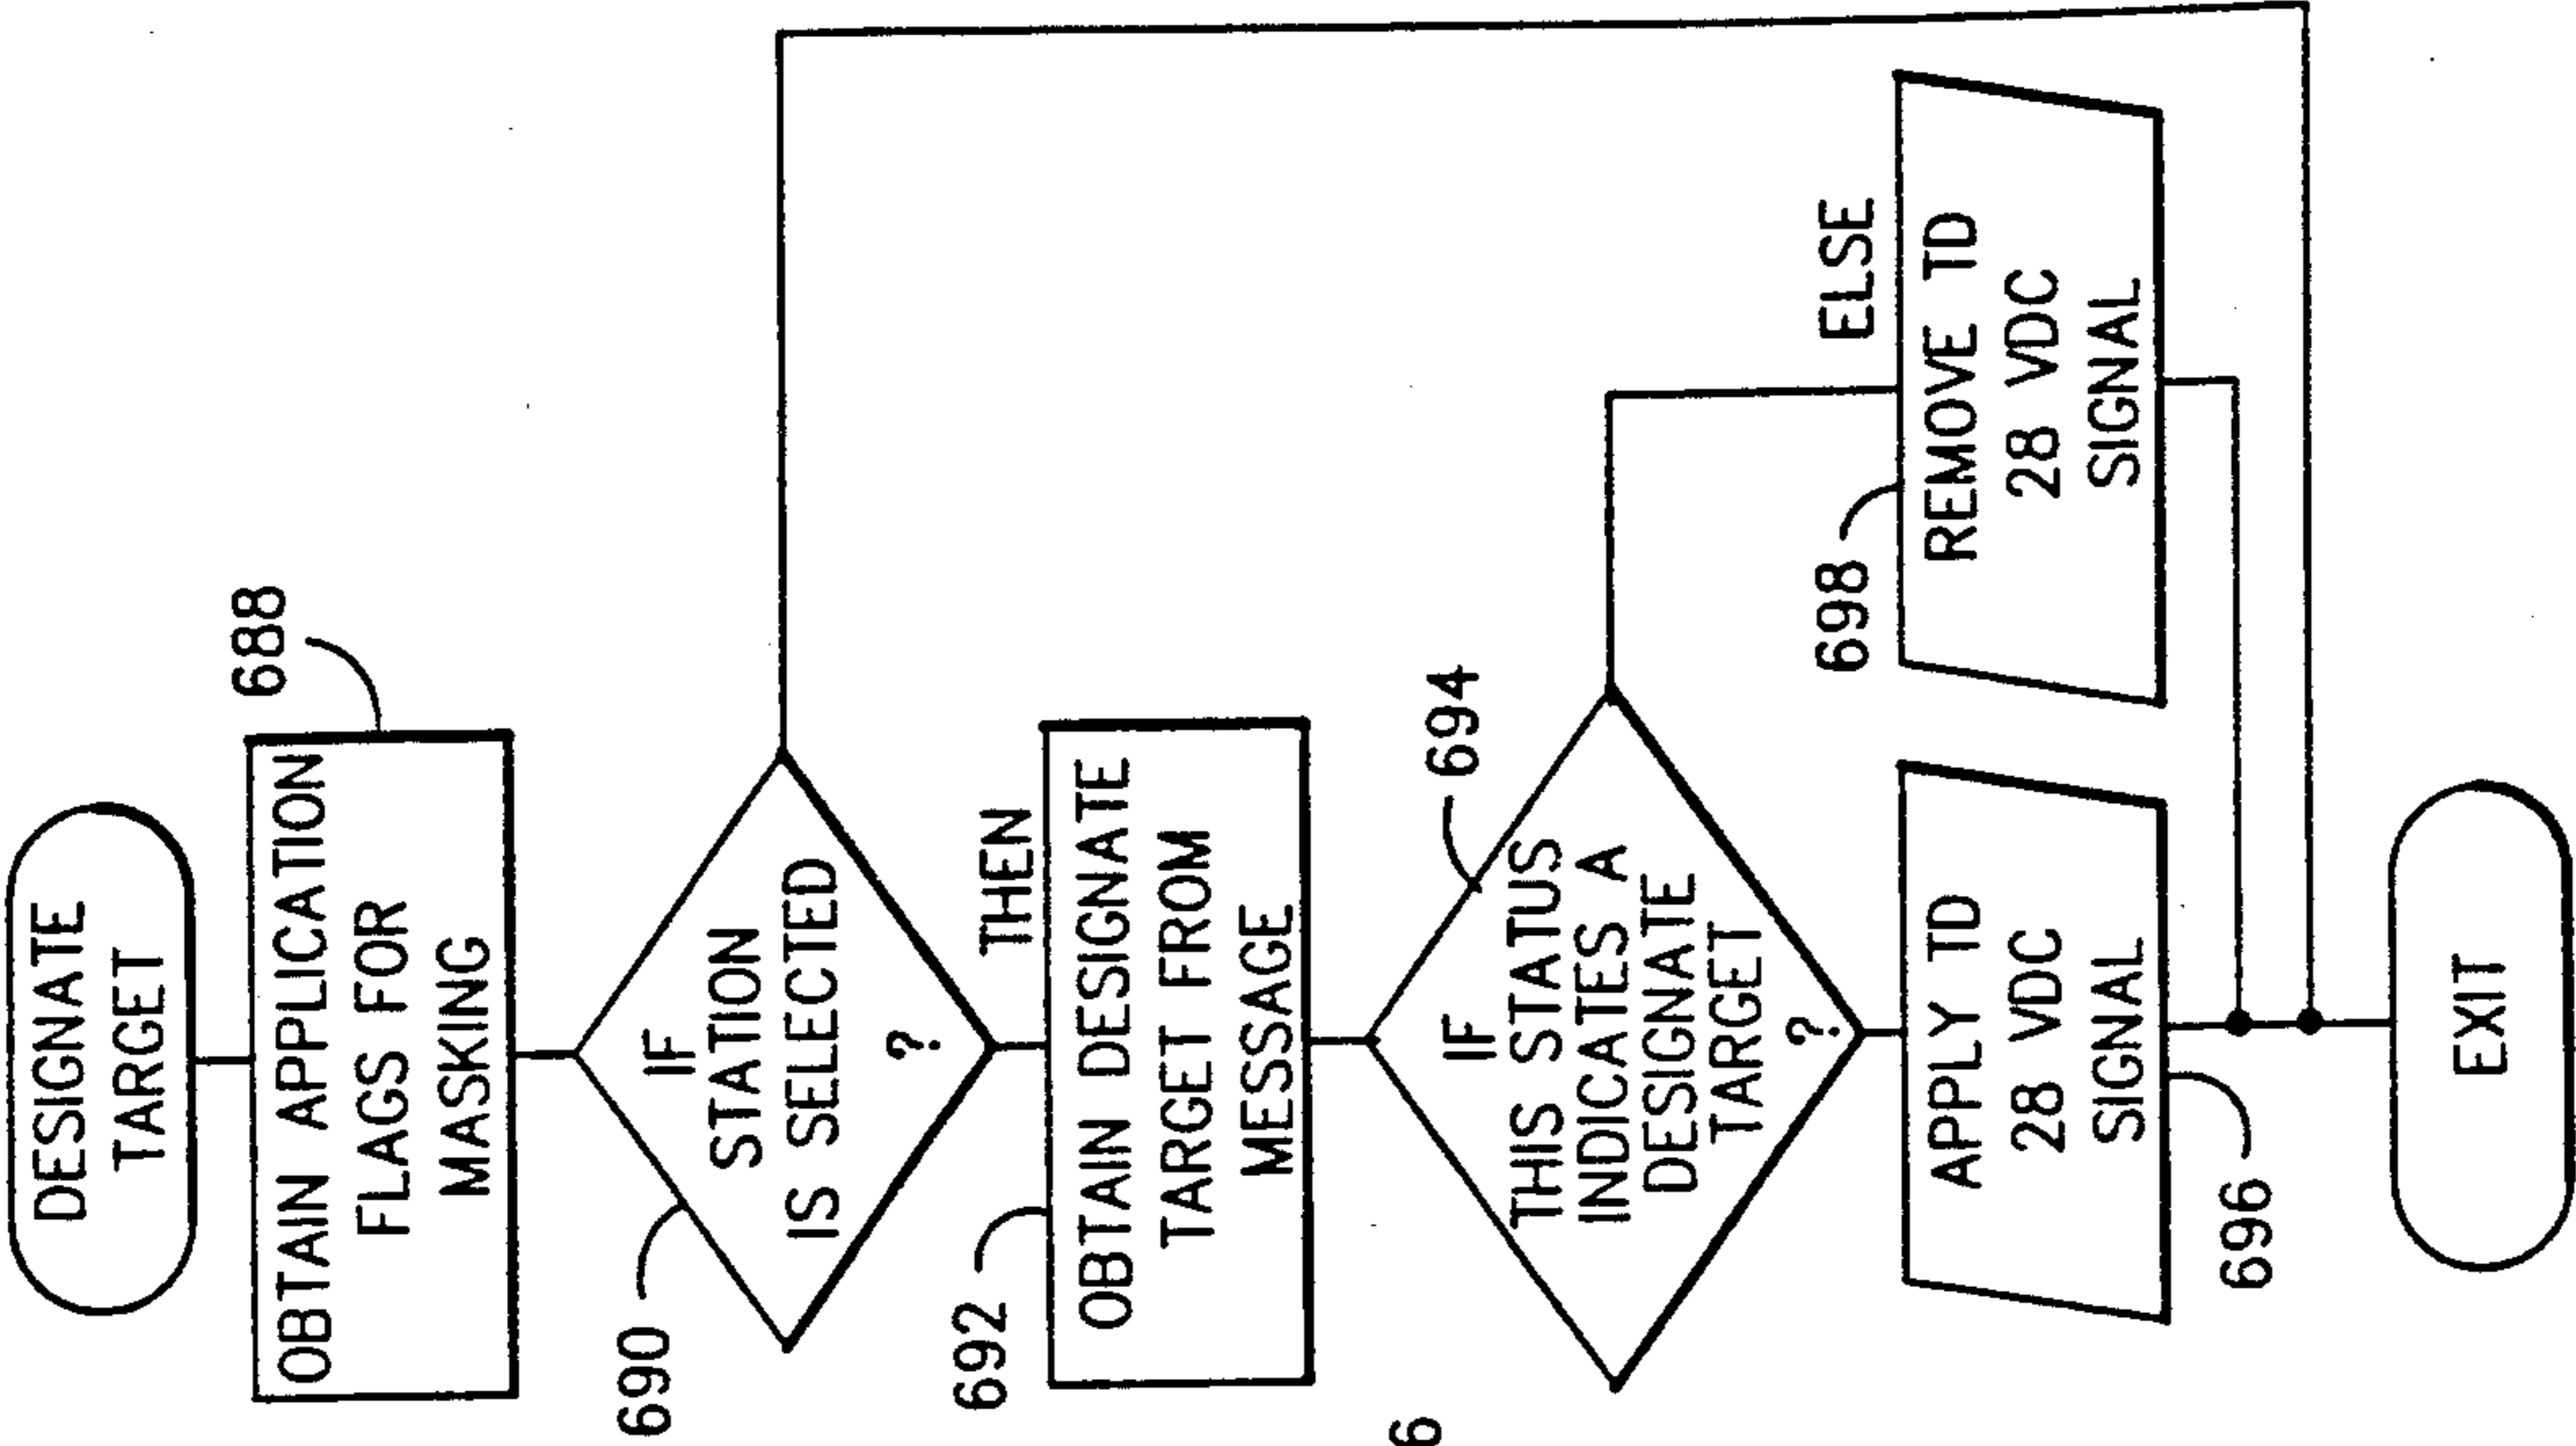 DESIGNATE
TARGET
688
OBTAIN APPLICATION
FLAGS FOR
MASKING
690
IF
STATION
IS SELECTED
?
THEN
692
OBTAIN DESIGNATE
TARGET FROM
MESSAGE
694
IF
THIS STATUS
INDICATES A
DESIGNATE
TARGET
?
ELSE
696
APPLY TD
28 VDC
SIGNAL
698
REMOVE TD
28 VDC
SIGNAL
EXIT
6